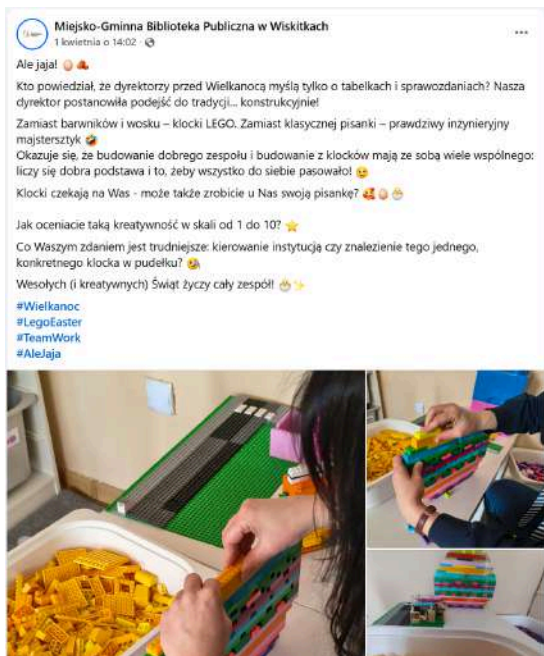 Miejsko-Gminna Biblioteka Publiczna w Wiskitkach
1 kwietnia o 14:02 ·
Ale jaja! 🥚🙈
Kto powiedział, że dyrektorzy przed Wielkanocą myślą tylko o tabelkach i sprawozdaniach? Nasza
dyrektor postanowiła podejść do tradycji... konstrukcyjnie!
Zamiast barwników i wosku – klocki LEGO. Zamiast klasycznej pisanki – prawdziwy inżynieryjny
majstersztyk 🤣
Okazuje się, że budowanie dobrego zespołu i budowanie z klocków mają ze sobą wiele wspólnego:
liczy się dobra podstawa i to, żeby wszystko do siebie pasowało! 😉
Klocki czekają na Was - może także zrobicie u Nas swoją pisankę? 🥰🥚🐣
Jak oceniacie taką kreatywność w skali od 1 do 10? ⭐
Co Waszym zdaniem jest trudniejsze: kierowanie instytucją czy znalezienie tego jednego,
konkretnego klocka w pudełku? 🤣
Wesołych (i kreatywnych) Świąt życzy cały zespół! 🐣✨
#Wielkanoc
#LegoEaster
#TeamWork
#AleJaja